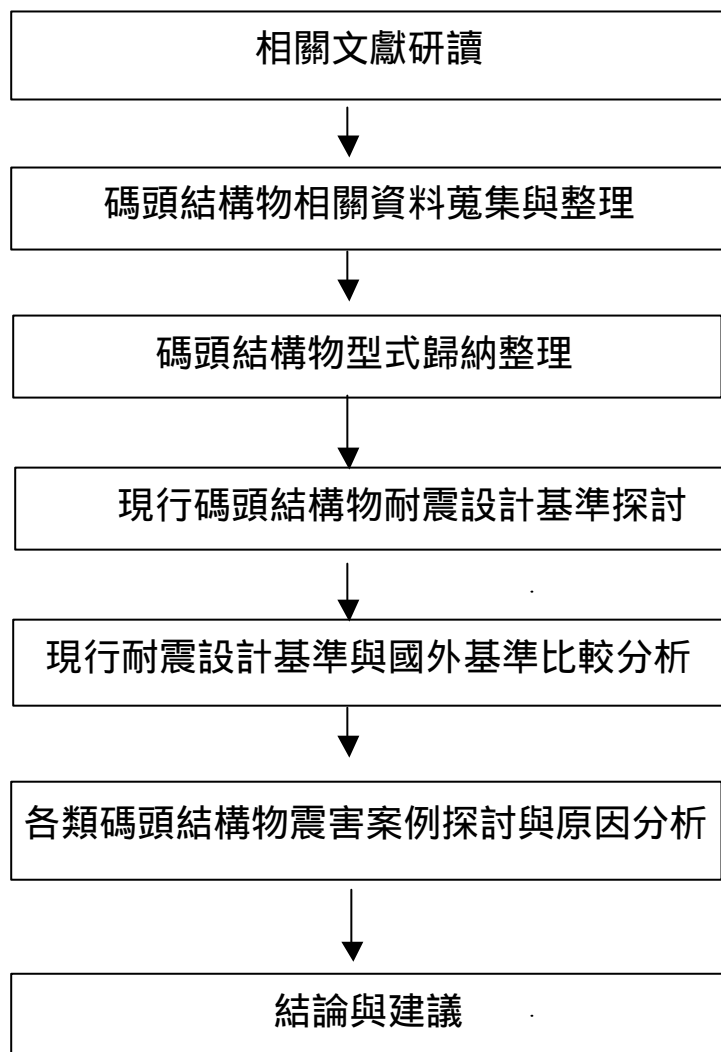 相關文獻研讀
碼頭結構物相關資料蒐集與整理
碼頭結構物型式歸納整理
現行碼頭結構物耐震設計基準探討
現行耐震設計基準與國外基準比較分析
各類碼頭結構物震害案例探討與原因分析
結論與建議